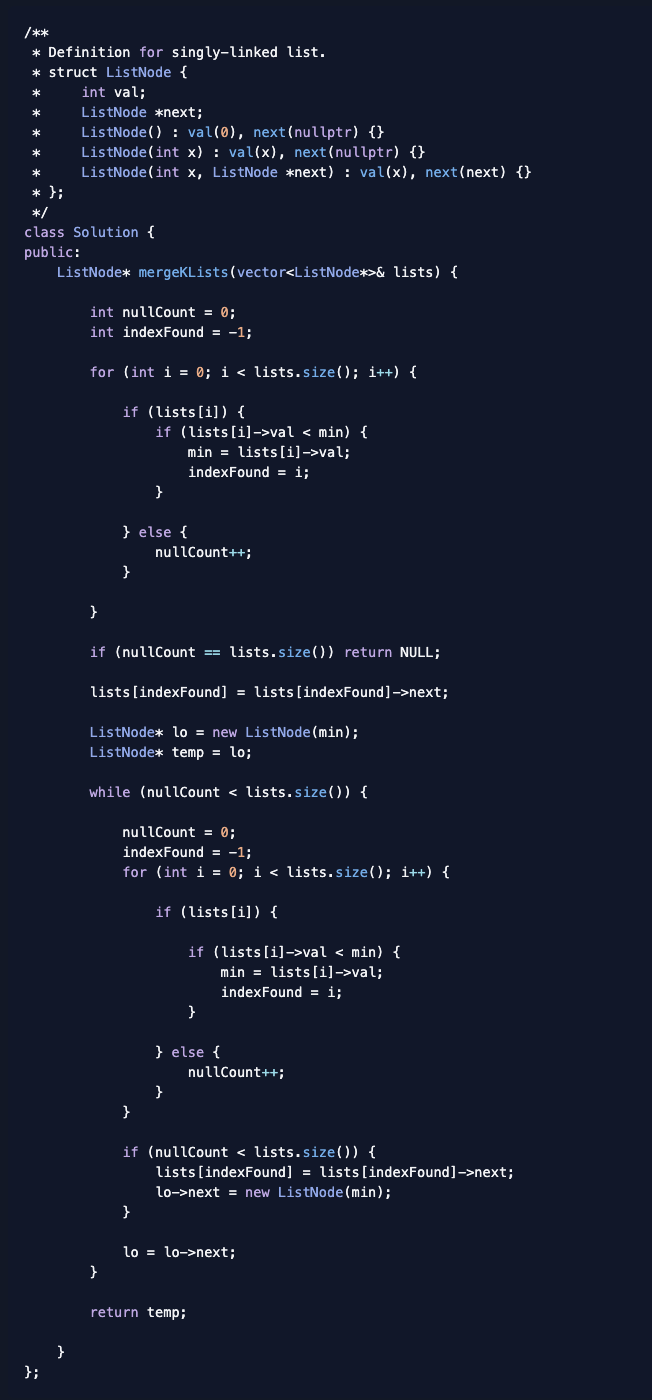 /**
 * Definition for singly-linked list.
 * struct ListNode {
 *     int val;
 *     ListNode *next;
 *     ListNode() : val(0), next(nullptr) {}
 *     ListNode(int x) : val(x), next(nullptr) {}
 *     ListNode(int x, ListNode *next) : val(x), next(next) {}
 * };
 */
class Solution {
public:
    ListNode* mergeKLists(vector<ListNode*>& lists) {

        int nullCount = 0;
        int indexFound = -1;

        for (int i = 0; i < lists.size(); i++) {

            if (lists[i]) {
                if (lists[i]->val < min) {
                    min = lists[i]->val;
                    indexFound = i;
                }

            } else {
                nullCount++;
            }

        }

        if (nullCount == lists.size()) return NULL;

        lists[indexFound] = lists[indexFound]->next;

        ListNode* lo = new ListNode(min);
        ListNode* temp = lo;

        while (nullCount < lists.size()) {

            nullCount = 0;
            indexFound = -1;
            for (int i = 0; i < lists.size(); i++) {

                if (lists[i]) {

                    if (lists[i]->val < min) {
                        min = lists[i]->val;
                        indexFound = i;
                    }

                } else {
                    nullCount++;
                }
            }

            if (nullCount < lists.size()) {
                lists[indexFound] = lists[indexFound]->next;
                lo->next = new ListNode(min);
            }

            lo = lo->next;
        }

        return temp;

    }
};